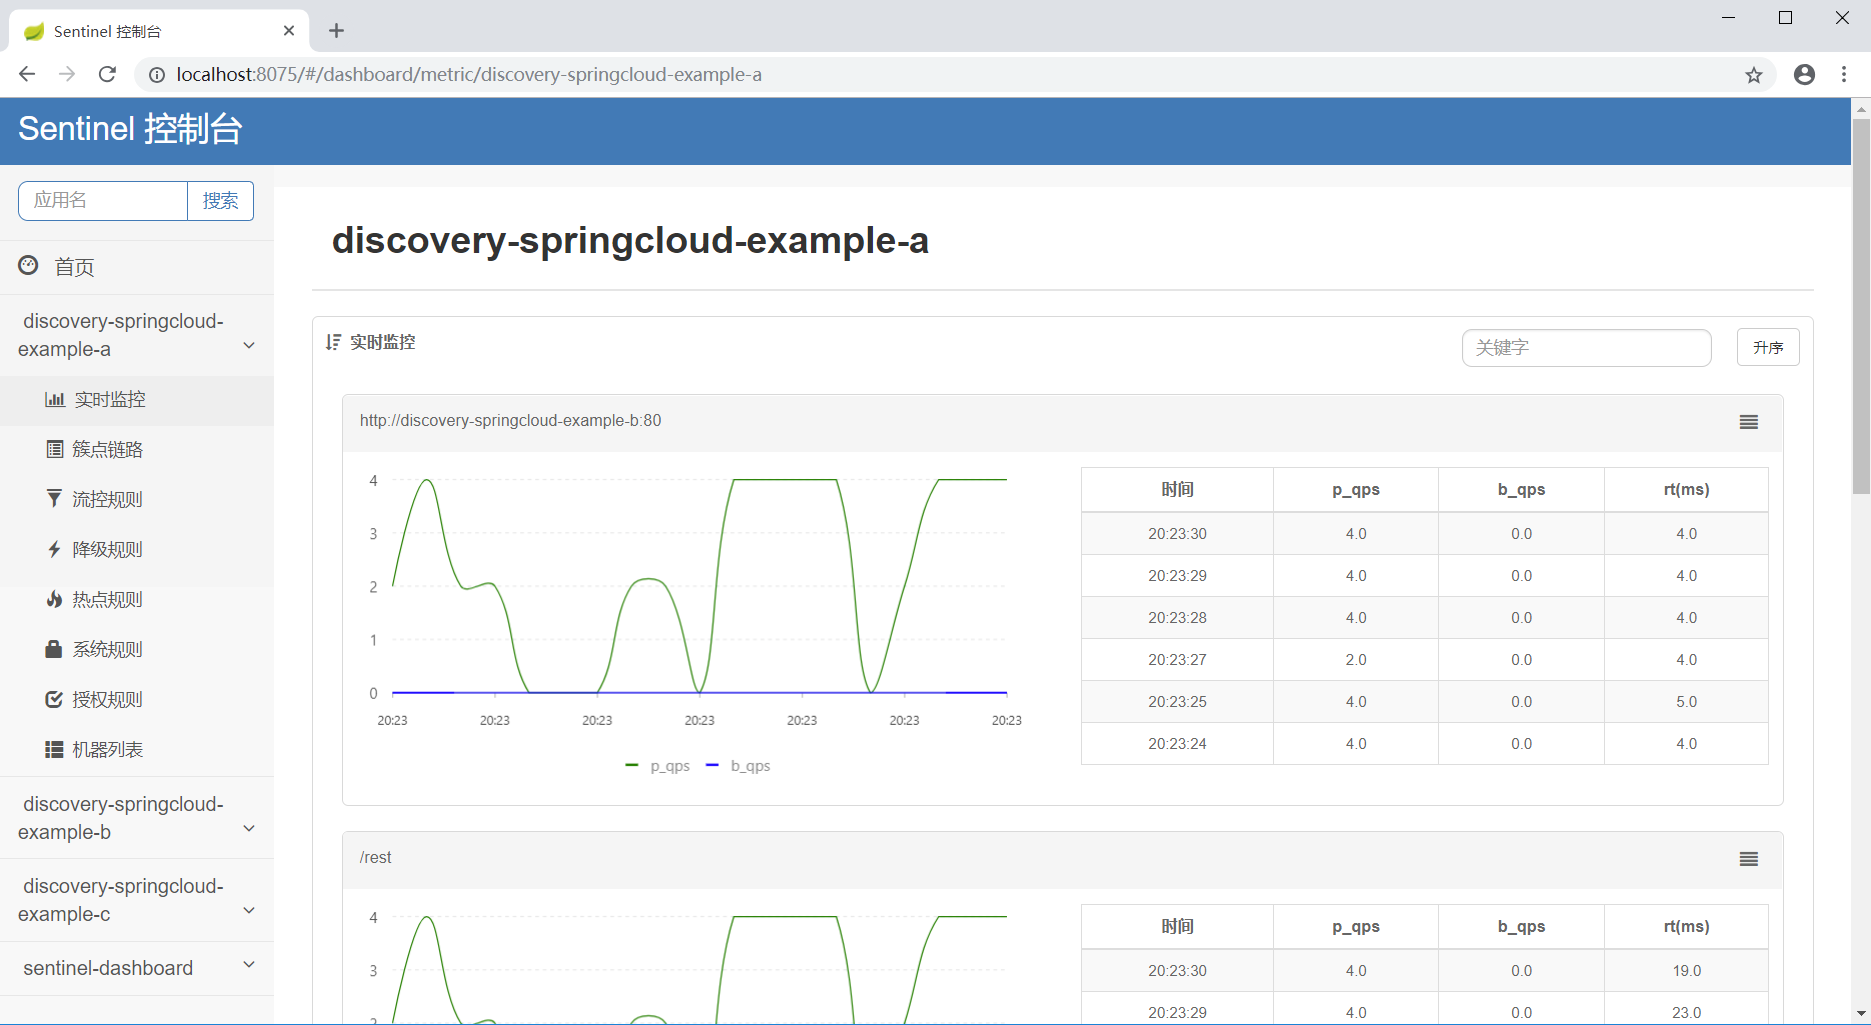 Sentinel 控制台
localhost:8075/#/dashboard/metric/discovery-springcloud-example-a
Sentinel 控制台
应用名 搜索
首页
discovery-springcloud-
example-a
实时监控
簇点链路
流控规则
降级规则
热点规则
系统规则
授权规则
机器列表
discovery-springcloud-
example-b
discovery-springcloud-
example-c
sentinel-dashboard
discovery-springcloud-example-a
实时监控 关键字 升序
http://discovery-springcloud-example-b:80
4
3
2
1
0
20:23 20:23 20:23 20:23 20:23 20:23 20:23
p_qps b_qps
时间 p_qps b_qps rt(ms)
20:23:30 4.0 0.0 4.0
20:23:29 4.0 0.0 4.0
20:23:28 4.0 0.0 4.0
20:23:27 2.0 0.0 4.0
20:23:25 4.0 0.0 5.0
20:23:24 4.0 0.0 4.0
/rest
4
3
2
时间 p_qps b_qps rt(ms)
20:23:30 4.0 0.0 19.0
20:23:29 4.0 0.0 23.0